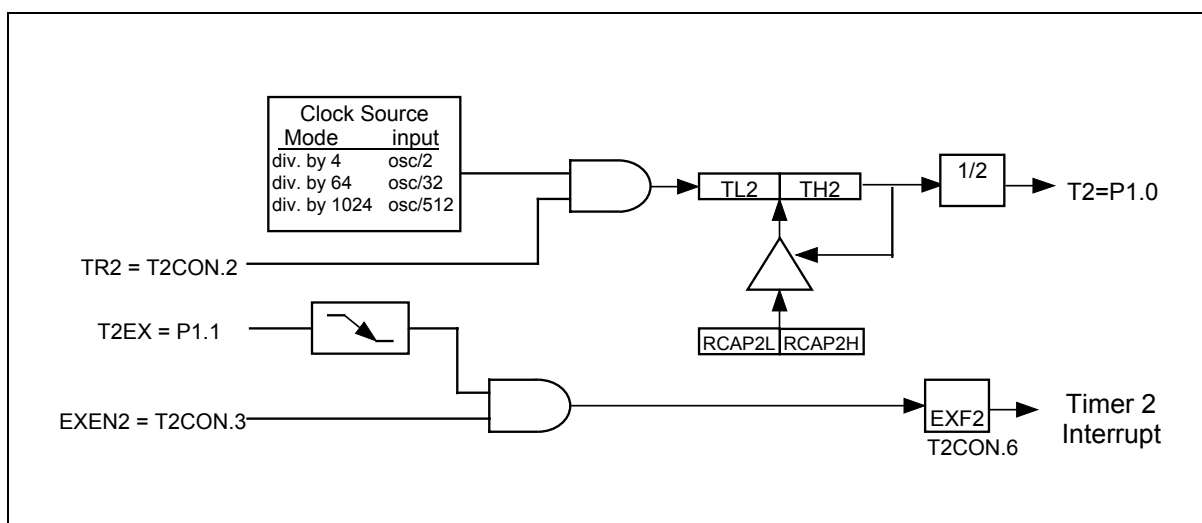 Clock Source
Mode input
div. by 4 osc/2
div. by 64 osc/32
div. by 1024 osc/512
TL2 TH2
1/2
T2=P1.0
TR2 = T2CON.2
T2EX = P1.1
RCAP2L RCAP2H
EXEN2 = T2CON.3
EXF2
T2CON.6
Timer 2
Interrupt